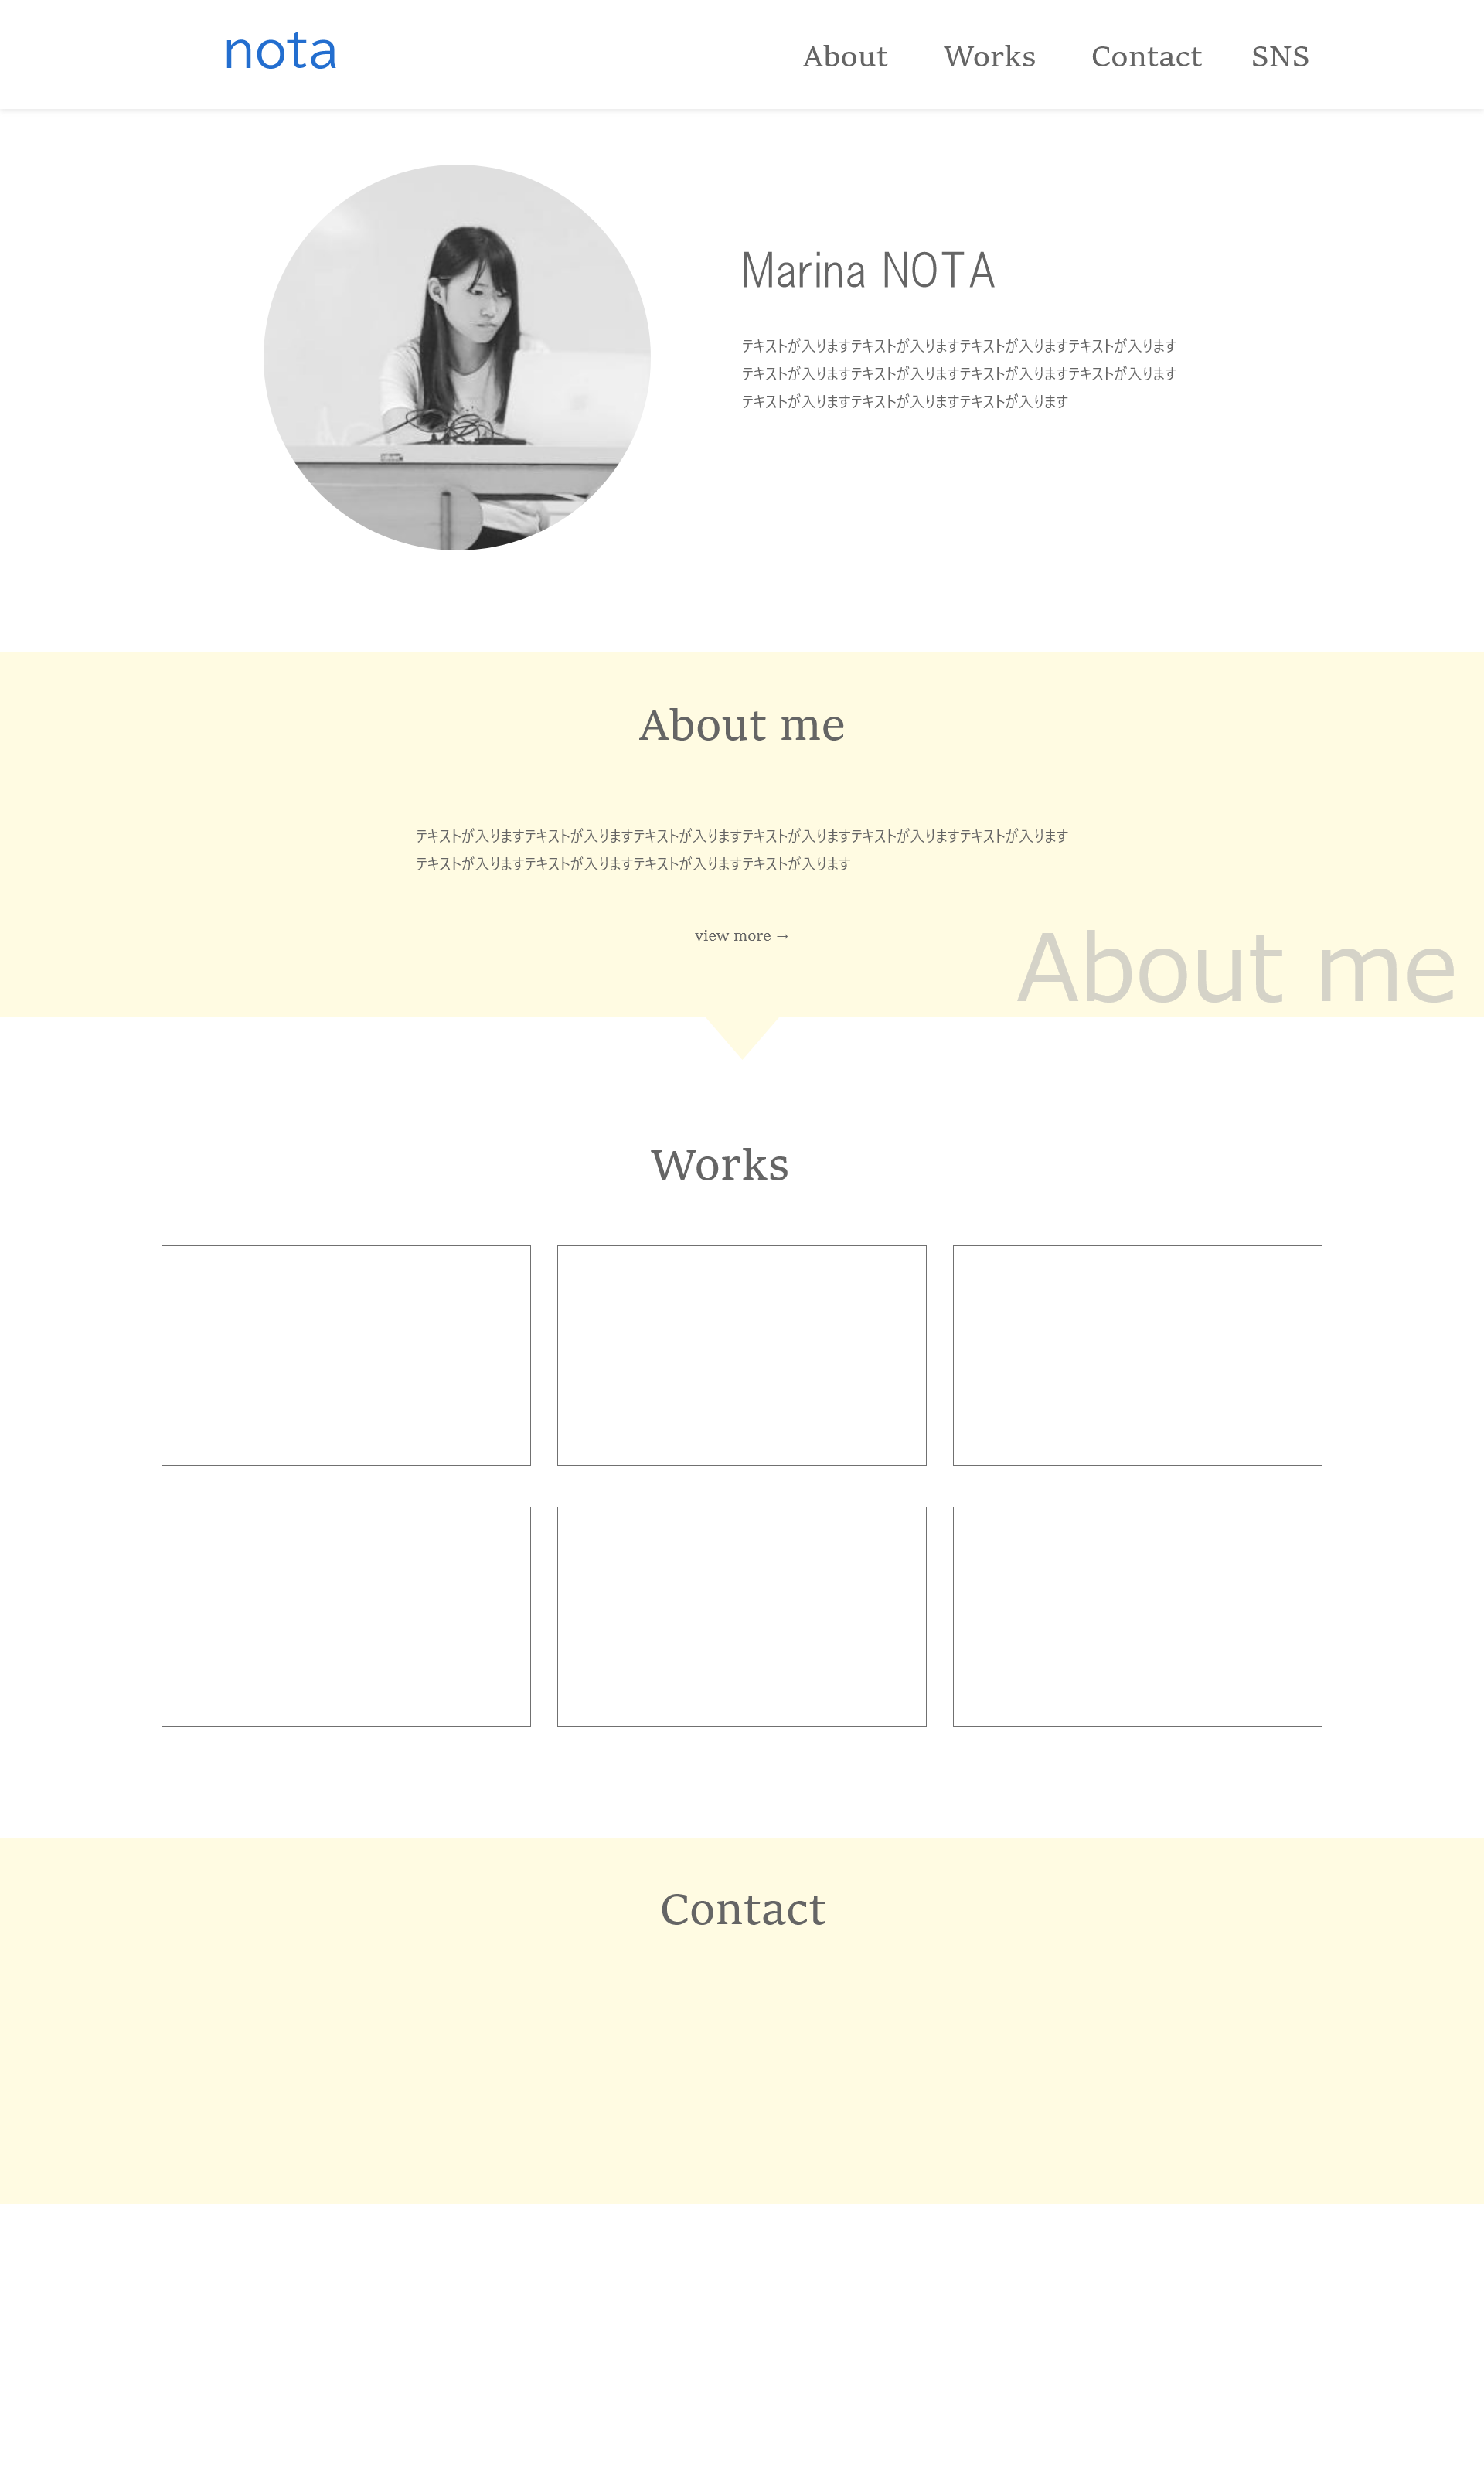 nota
About Works Contact SNS
Marina NOTA
テキストが入りますテキストが入りますテキストが入りますテキストが入ります
テキストが入りますテキストが入りますテキストが入りますテキストが入ります
テキストが入りますテキストが入りますテキストが入ります
About me
テキストが入りますテキストが入りますテキストが入りますテキストが入りますテキストが入りますテキストが入ります
テキストが入りますテキストが入りますテキストが入りますテキストが入ります
view more →
About me
Works
Contact